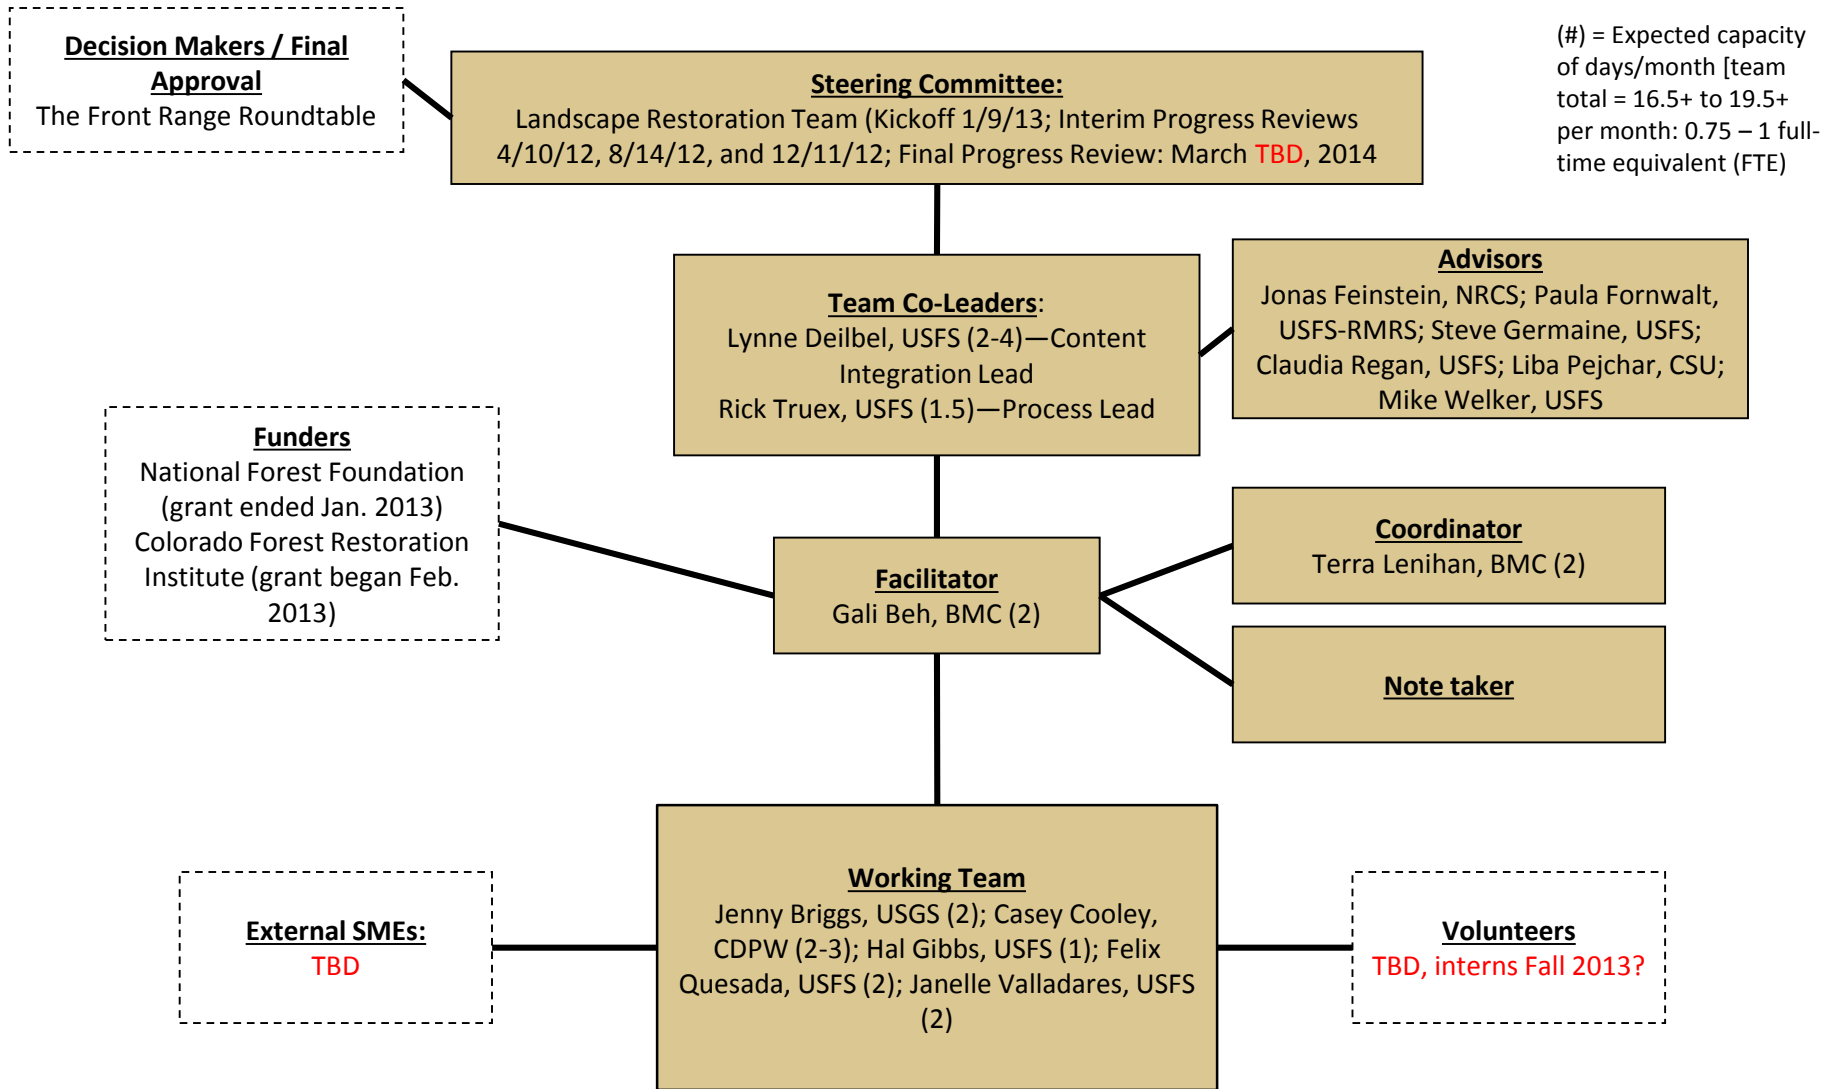 Decision Makers / Final
Approval
The Front Range Roundtable
Steering Committee:
Landscape Restoration Team (Kickoff 1/9/13; Interim Progress Reviews
4/10/12, 8/14/12, and 12/11/12; Final Progress Review: March TBD, 2014
(#) = Expected capacity
of days/month [team
total = 16.5+ to 19.5+
per month: 0.75 – 1 full-
time equivalent (FTE)
Team Co-Leaders:
Lynne Deilbel, USFS (2-4)—Content
Integration Lead
Rick Truex, USFS (1.5)—Process Lead
Advisors
Jonas Feinstein, NRCS; Paula Fornwalt,
USFS-RMRS; Steve Germaine, USFS;
Claudia Regan, USFS; Liba Pejchar, CSU;
Mike Welker, USFS
Funders
National Forest Foundation
(grant ended Jan. 2013)
Colorado Forest Restoration
Institute (grant began Feb.
2013)
Facilitator
Gali Beh, BMC (2)
Coordinator
Terra Lenihan, BMC (2)
Note taker
External SMEs:
TBD
Working Team
Jenny Briggs, USGS (2); Casey Cooley,
CDPW (2-3); Hal Gibbs, USFS (1); Felix
Quesada, USFS (2); Janelle Valladares, USFS
(2)
Volunteers
TBD, interns Fall 2013?